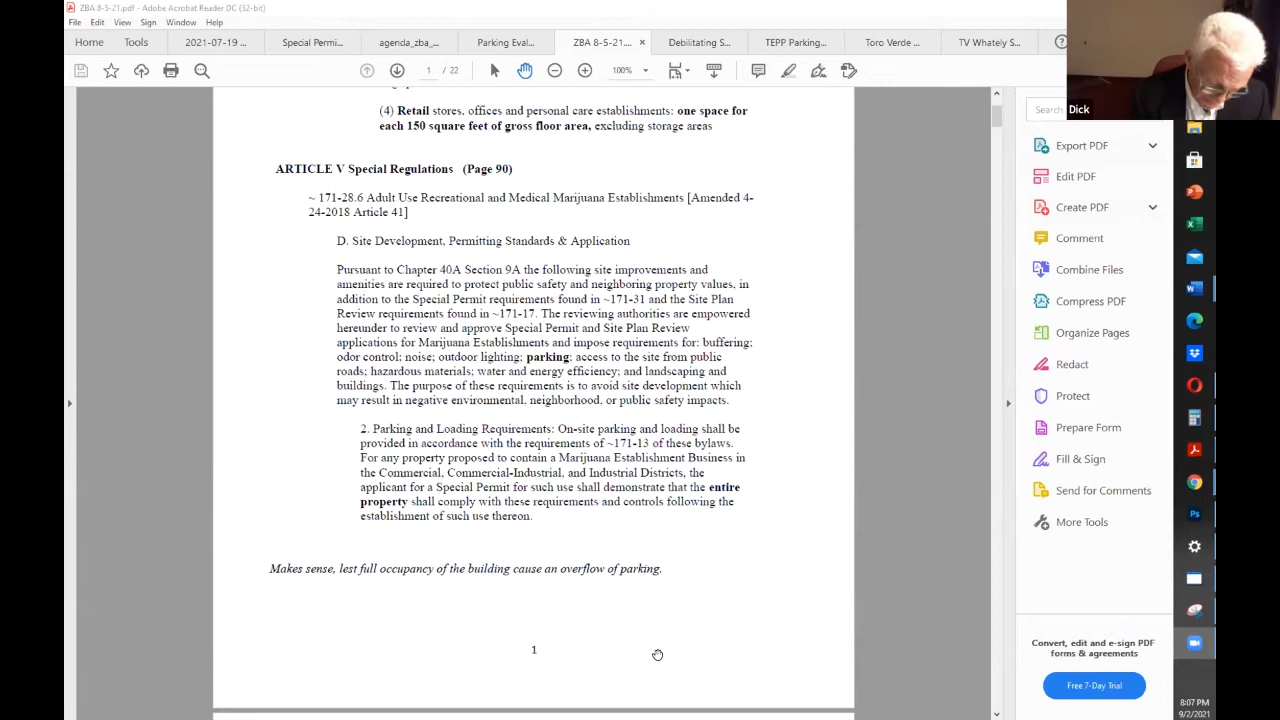 ZBA 8-5-21.pdf - Adobe Acrobat Reader DC (32-bit)
File Edit View Sign Window Help
Home Tools 2021-07-19 ... Special Permi... agenda_zba_... Parking Eval... ZBA 8-5-21.... × Debilitating S... TEPP Parking... Toro Verde ... TV Whately S...
1 / 22 100%
(4) Retail stores, offices and personal care establishments: one space for
each 150 square feet of gross floor area, excluding storage areas
ARTICLE V Special Regulations (Page 90)
~ 171-28.6 Adult Use Recreational and Medical Marijuana Establishments [Amended 4-
24-2018 Article 41]
D. Site Development, Permitting Standards & Application
Pursuant to Chapter 40A Section 9A the following site improvements and
amenities are required to protect public safety and neighboring property values, in
addition to the Special Permit requirements found in ~171-31 and the Site Plan
Review requirements found in ~171-17. The reviewing authorities are empowered
hereunder to review and approve Special Permit and Site Plan Review
applications for Marijuana Establishments and impose requirements for: buffering;
odor control; noise; outdoor lighting; parking; access to the site from public
roads; hazardous materials; water and energy efficiency; and landscaping and
buildings. The purpose of these requirements is to avoid site development which
may result in negative environmental, neighborhood, or public safety impacts.
2. Parking and Loading Requirements: On-site parking and loading shall be
provided in accordance with the requirements of ~171-13 of these bylaws.
For any property proposed to contain a Marijuana Establishment Business in
the Commercial, Commercial-Industrial, and Industrial Districts, the
applicant for a Special Permit for such use shall demonstrate that the entire
property shall comply with these requirements and controls following the
establishment of such use thereon.
Makes sense, lest full occupancy of the building cause an overflow of parking.
1
Dick
Search
Export PDF
Edit PDF
Create PDF
Comment
Combine Files
Compress PDF
Organize Pages
Redact
Protect
Prepare Form
Fill & Sign
Send for Comments
More Tools
Convert, edit and e-sign PDF
forms & agreements
Free 7-Day Trial
8:07 PM
9/2/2021